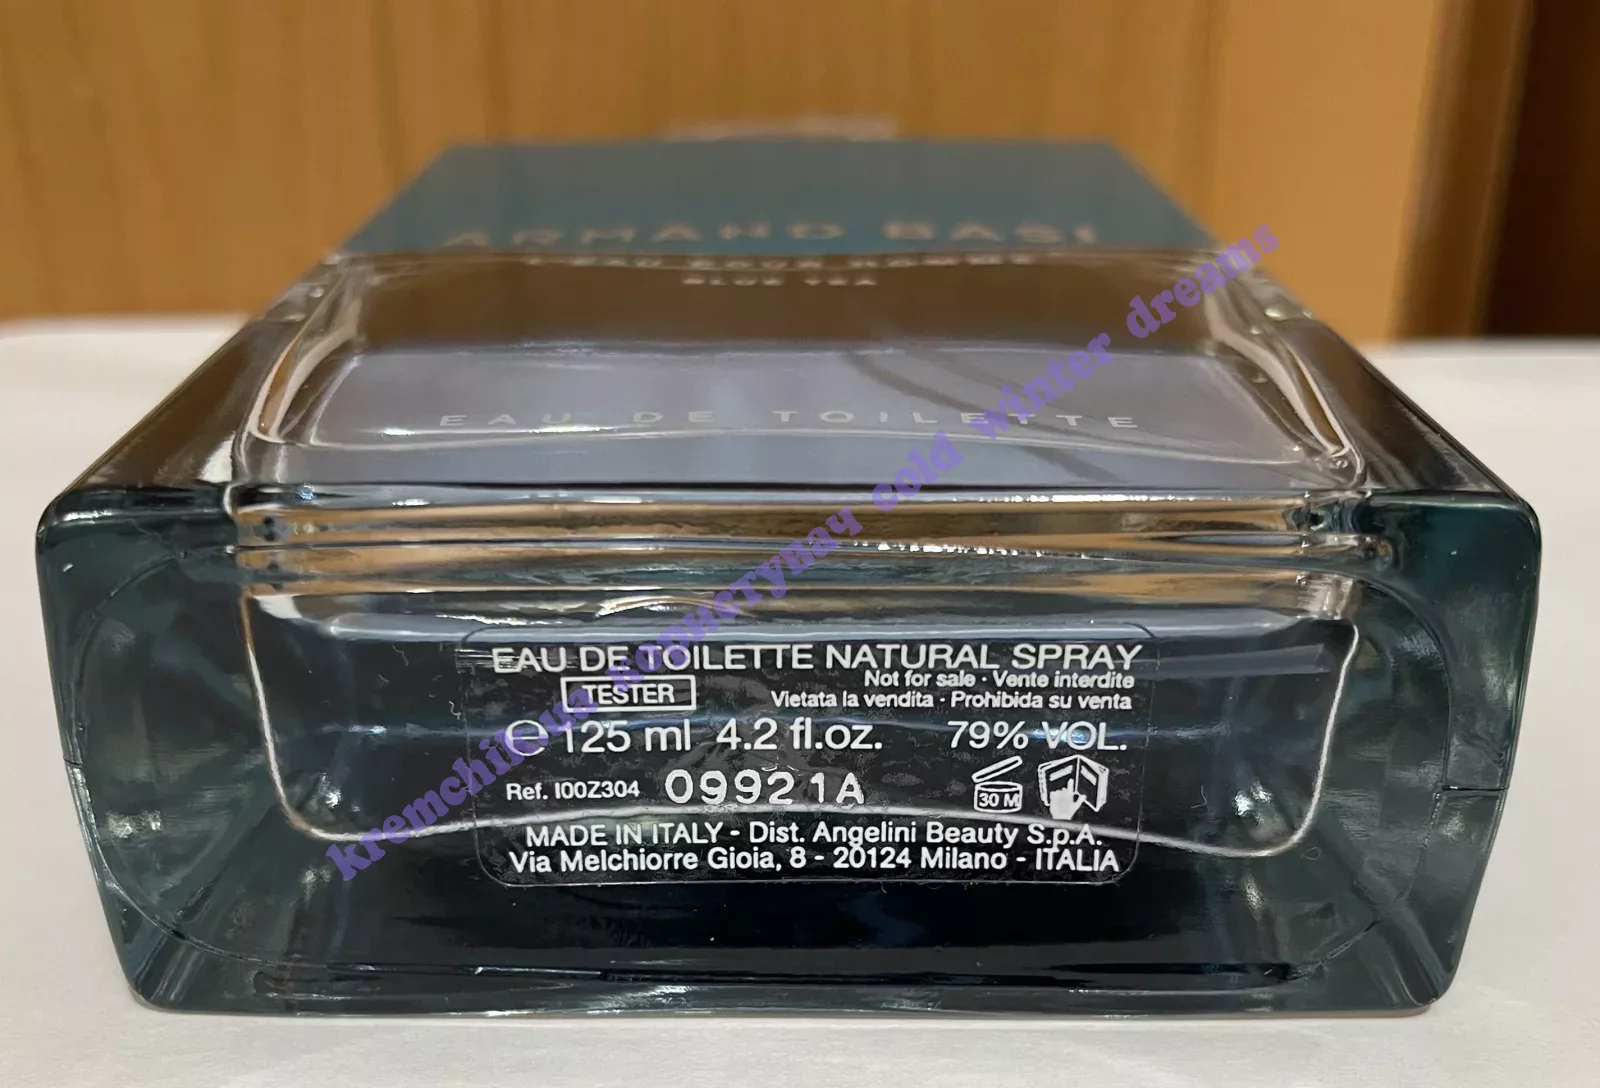 ARMAND BASI
L'EAU POUR HOMME
BLUE TEA
EAU DE TOILETTE
EAU DE TOILETTE NATURAL SPRAY
TESTER
Not for sale · Vente interdite
Vietata la vendita · Prohibida su venta
℮ 125 ml 4.2 fl.oz. 79% VOL.
Ref. I00Z304 09921A
30 M
MADE IN ITALY - Dist. Angelini Beauty S.p.A.
Via Melchiorre Gioia, 8 - 20124 Milano - ITALIA
cold winter dreams